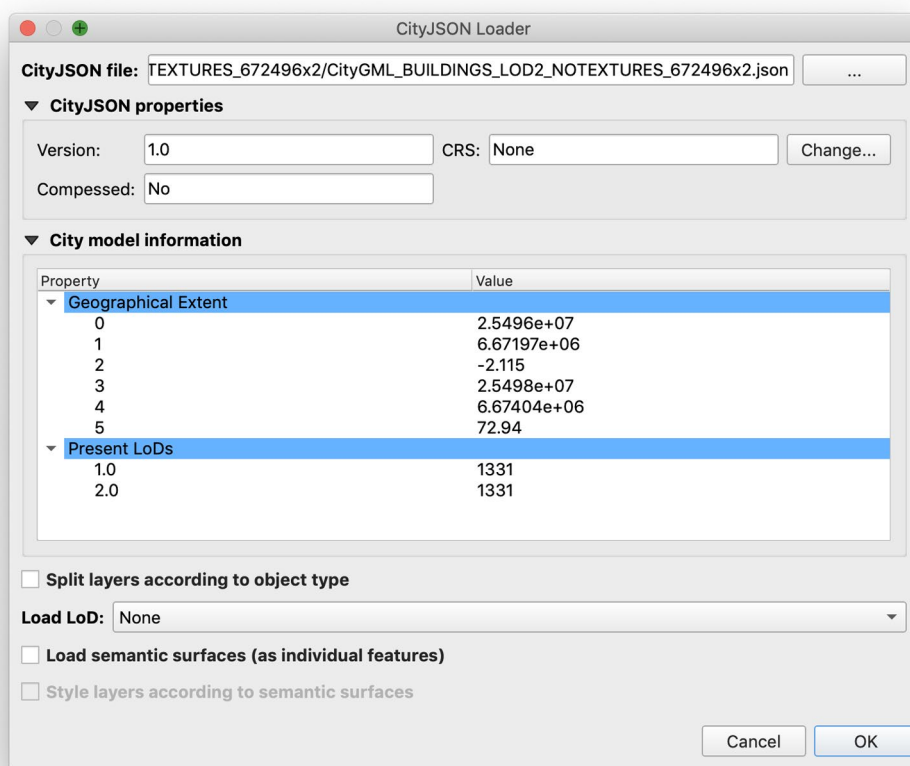 CityJSON Loader
CityJSON file: TEXTURES_672496x2/CityGML_BUILDINGS_LOD2_NOTEXTURES_672496x2.json ...
CityJSON properties
Version: 1.0 CRS: None Change...
Compessed: No
City model information
Property Value
Geographical Extent
0 2.5496e+07
1 6.67197e+06
2 -2.115
3 2.5498e+07
4 6.67404e+06
5 72.94
Present LoDs
1.0 1331
2.0 1331
Split layers according to object type
Load LoD: None
Load semantic surfaces (as individual features)
Style layers according to semantic surfaces
Cancel OK